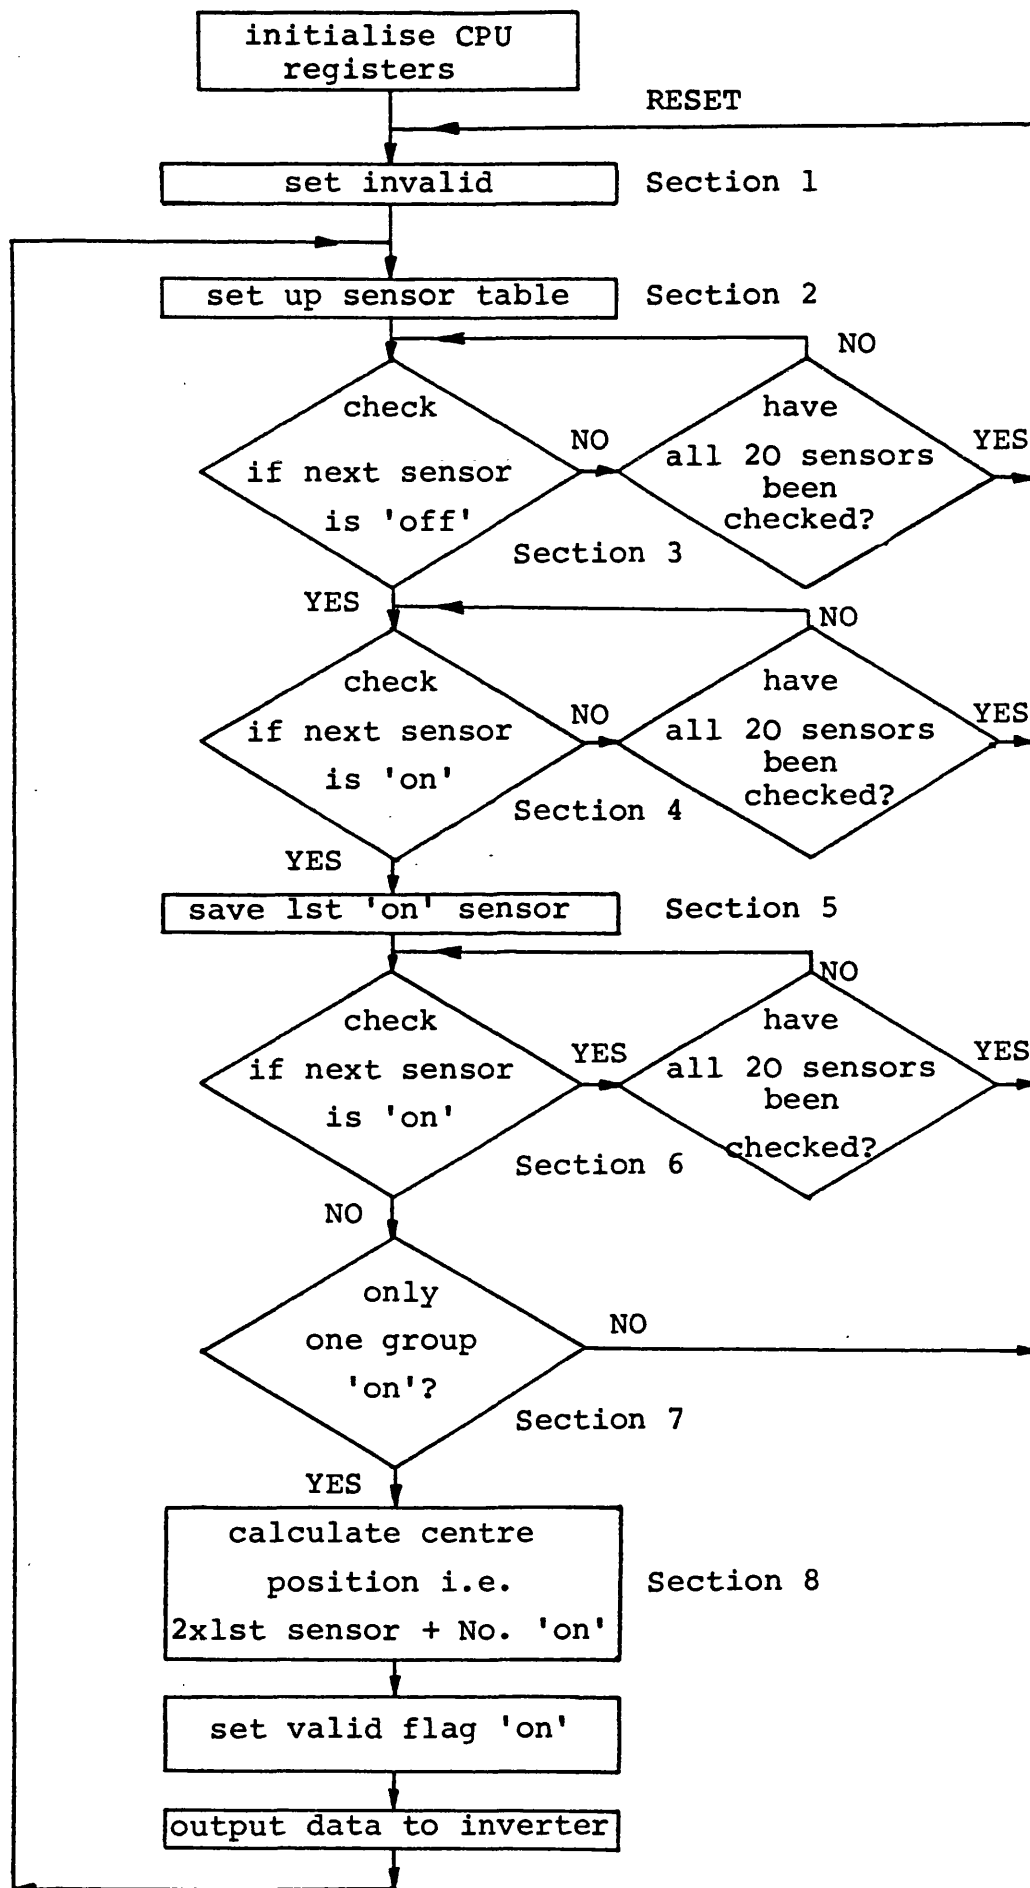 initialise CPU
registers
RESET
set invalid
Section 1
set up sensor table
Section 2
NO
check
if next sensor
is 'off'
NO
have
all 20 sensors
been
checked?
YES
Section 3
YES
NO
check
if next sensor
is 'on'
NO
have
all 20 sensors
been
checked?
YES
Section 4
YES
save 1st 'on' sensor
Section 5
NO
check
if next sensor
is 'on'
YES
have
all 20 sensors
been
checked?
YES
Section 6
NO
only
one group
'on'?
NO
Section 7
YES
calculate centre
position i.e.
2x1st sensor + No. 'on'
Section 8
set valid flag 'on'
output data to inverter